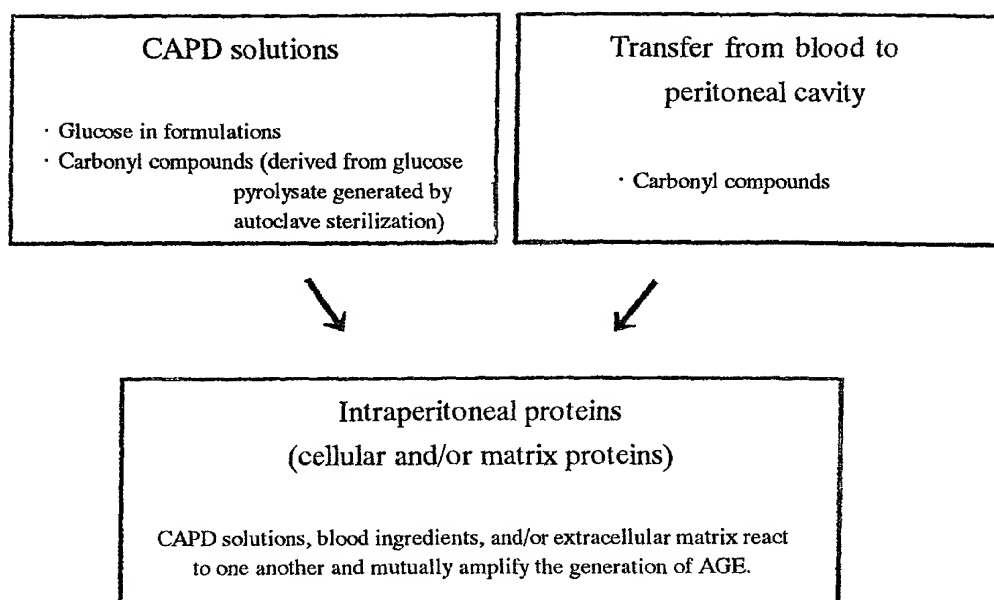 CAPD solutions
· Glucose in formulations
· Carbonyl compounds (derived from glucose
pyrolysate generated by
autoclave sterilization)
Transfer from blood to
peritoneal cavity
· Carbonyl compounds
Intraperitoneal proteins
(cellular and/or matrix proteins)
CAPD solutions, blood ingredients, and/or extracellular matrix react
to one another and mutually amplify the generation of AGE.